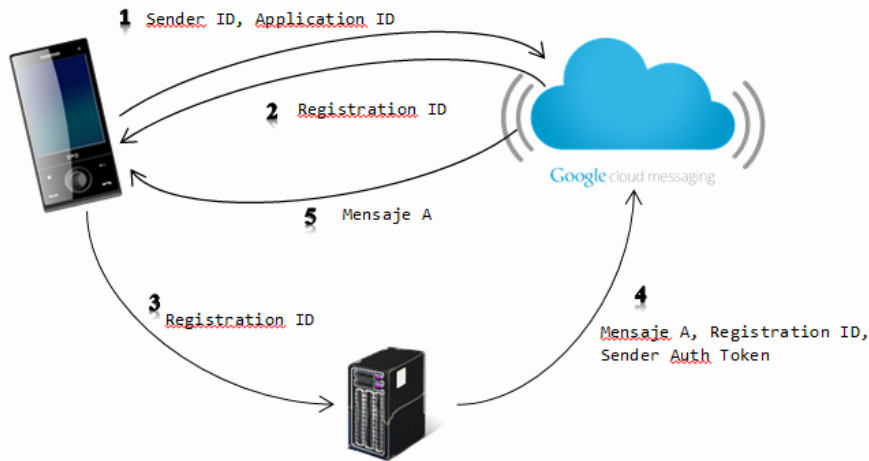 1 Sender ID, Application ID
2 Registration ID
Google cloud messaging
5 Mensaje A
3
Registration ID
4
Mensaje A, Registration ID,
Sender Auth Token